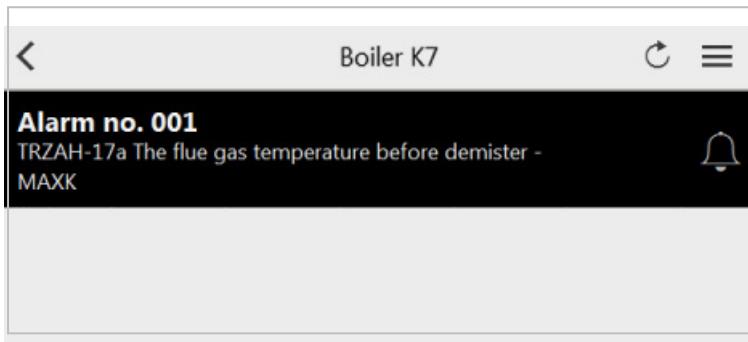 Boiler K7
Alarm no. 001
TRZAH-17a The flue gas temperature before demister -
MAXK